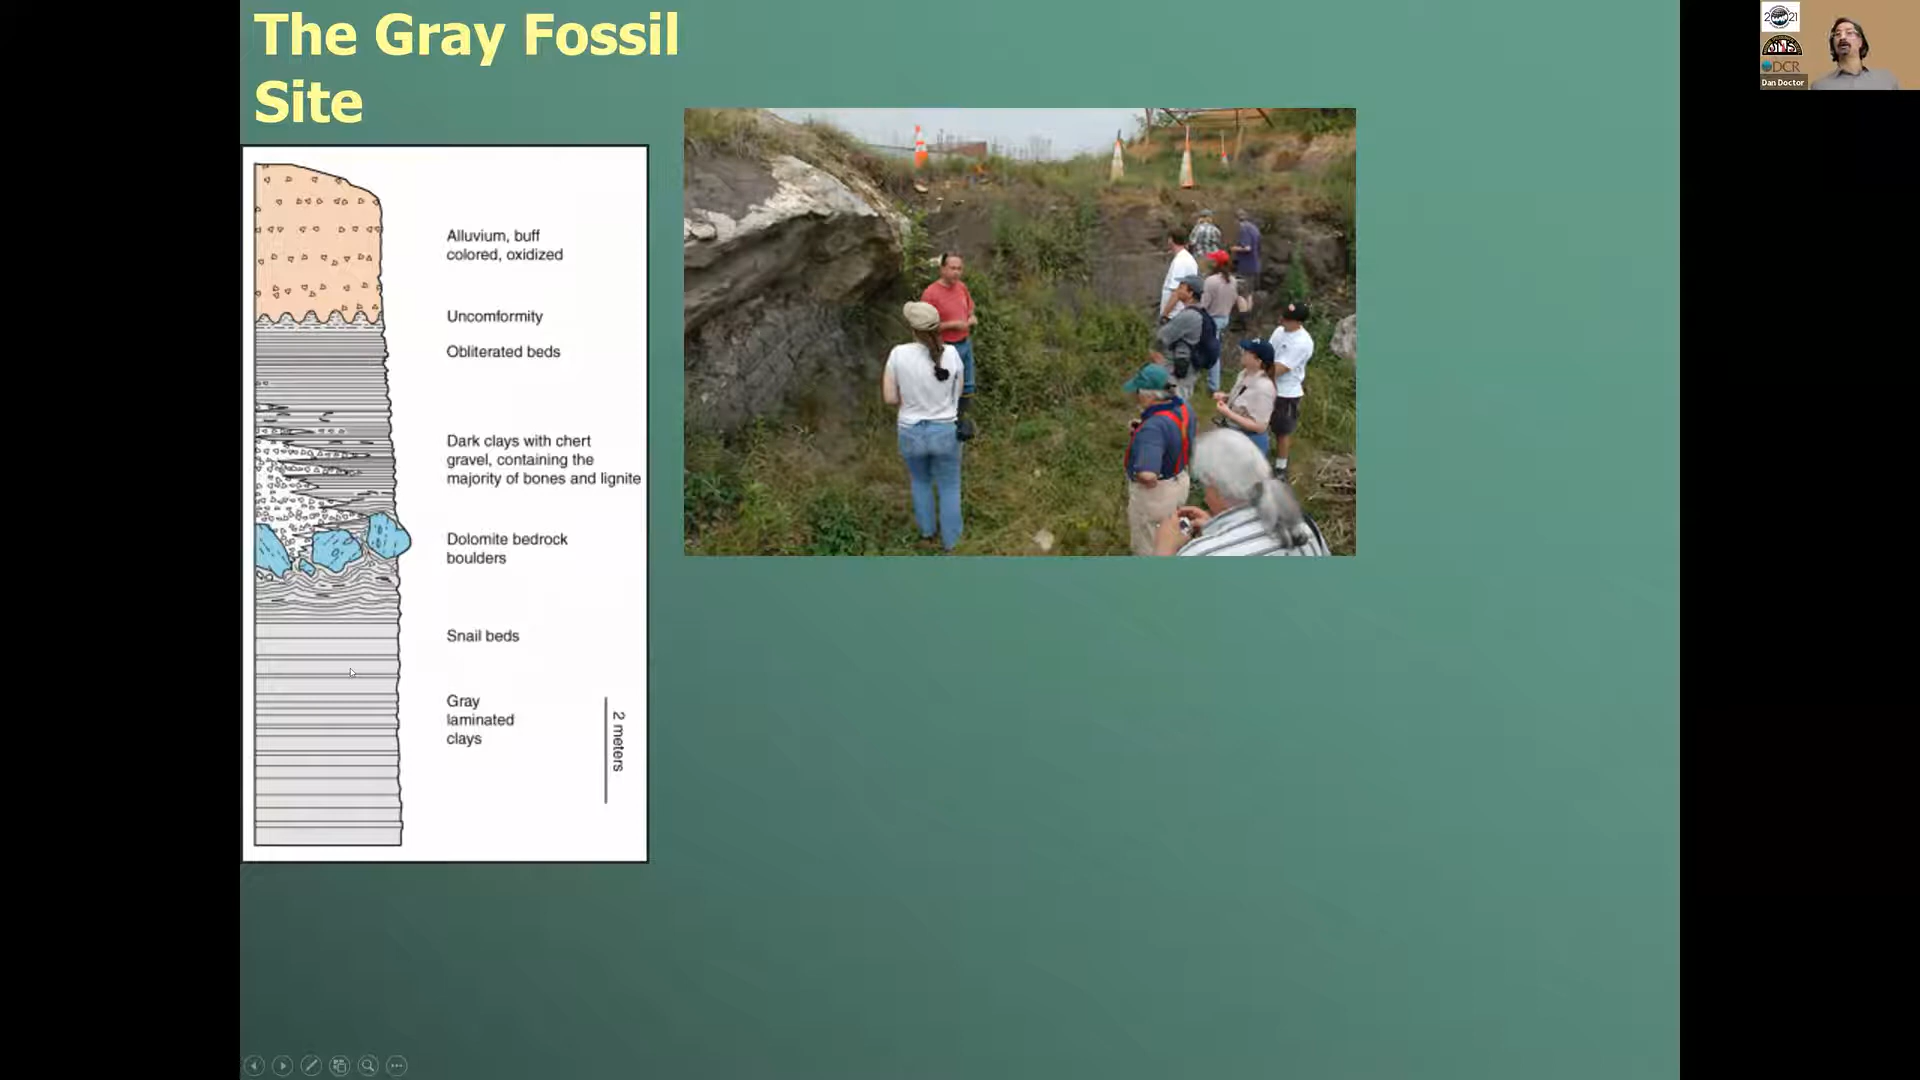 The Gray Fossil
Site
Alluvium, buff
colored, oxidized
Uncomformity
Obliterated beds
Dark clays with chert
gravel, containing the
majority of bones and lignite
Dolomite bedrock
boulders
Snail beds
Gray
laminated
clays
2 meters
2021
DCR
Dan Doctor